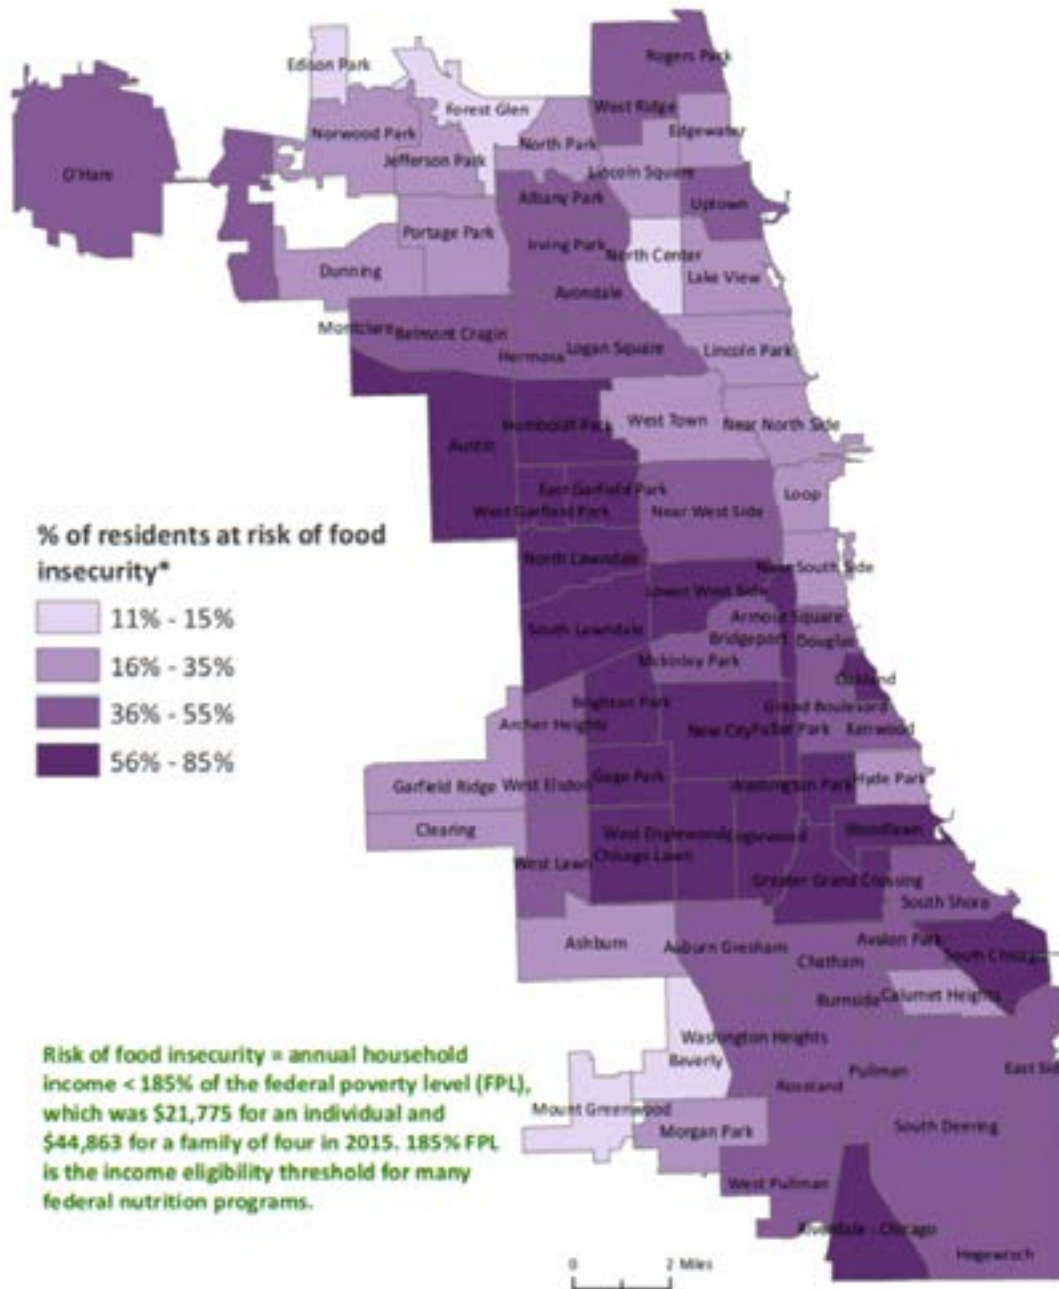 Rogers Park
Edison Park
Forest Glen
West Ridge
Norwood Park
Edgewater
North Park
Jefferson Park
Lincoln Square
O'Hare
Albany Park
Uptown
Portage Park
Irving Park
North Center
Dunning
Lake View
Avondale
Montclare
Belmont Cragin
Logan Square
Lincoln Park
Hermosa
West Town
Near North Side
Humboldt Park
Austin
East Garfield Park
Loop
West Garfield Park
Near West Side
% of residents at risk of food
insecurity*
11% - 15%
16% - 35%
36% - 55%
56% - 85%
North Lawndale
Near South Side
Lower West Side
Armour Square
South Lawndale
Bridgeport
Douglas
McKinley Park
Oakland
Brighton Park
Grand Boulevard
Archer Heights
New City
Fuller Park
Kenwood
Gage Park
Hyde Park
Garfield Ridge
West Elsdon
Washington Park
Clearing
West Englewood
Englewood
Woodlawn
West Lawn
Chicago Lawn
Greater Grand Crossing
South Shore
Ashburn
Auburn Gresham
Avalon Park
Chatham
South Chicago
Burnside
Calumet Heights
Washington Heights
Beverly
Pullman
East Sid
Roseland
Mount Greenwood
Morgan Park
South Deering
West Pullman
Riverdale - Chicago
Hegewisch
Risk of food insecurity = annual household
income < 185% of the federal poverty level (FPL),
which was $21,775 for an individual and
$44,863 for a family of four in 2015. 185% FPL
is the income eligibility threshold for many
federal nutrition programs.
0 2 Miles